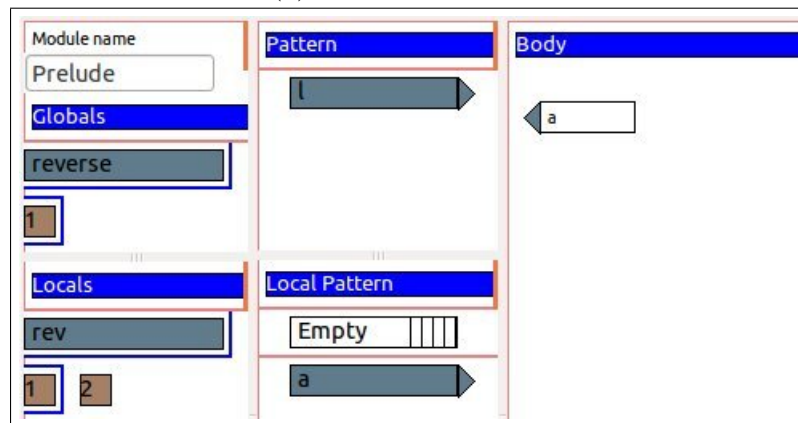 Module name
Prelude
Globals
reverse
1
Locals
rev
1 2
Pattern
l
Local Pattern
Empty
a
Body
a